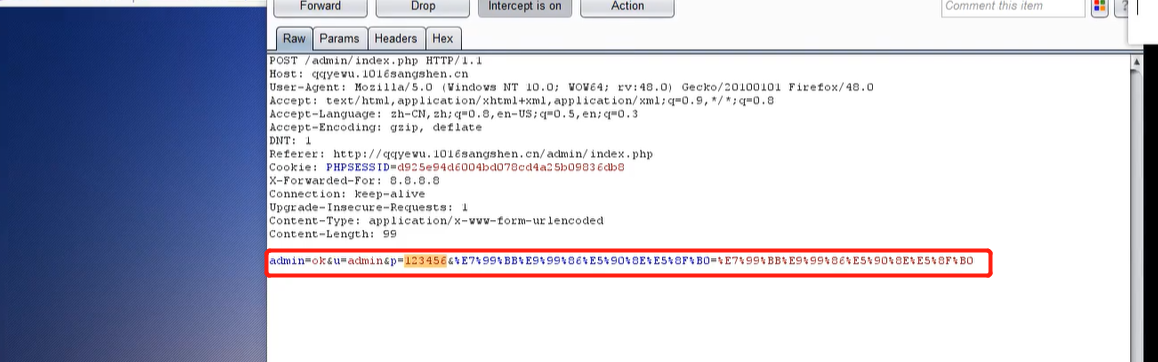 Forward Drop Intercept is on Action Comment this item ?
Raw Params Headers Hex
POST /admin/index.php HTTP/1.1
Host: qqyewu.1016sangshen.cn
User-Agent: Mozilla/5.0 (Windows NT 10.0; WOW64; rv:48.0) Gecko/20100101 Firefox/48.0
Accept: text/html,application/xhtml+xml,application/xml;q=0.9,*/*;q=0.8
Accept-Language: zh-CN,zh;q=0.8,en-US;q=0.5,en;q=0.3
Accept-Encoding: gzip, deflate
DNT: 1
Referer: http://qqyewu.1016sangshen.cn/admin/index.php
Cookie: PHPSESSID=d925e94d6004bd078cd4a25b09836db8
X-Forwarded-For: 8.8.8.8
Connection: keep-alive
Upgrade-Insecure-Requests: 1
Content-Type: application/x-www-form-urlencoded
Content-Length: 99
admin=ok&u=admin&p=123456&%E7%99%BB%E9%99%86%E5%90%8E%E5%8F%B0=%E7%99%BB%E9%99%86%E5%90%8E%E5%8F%B0